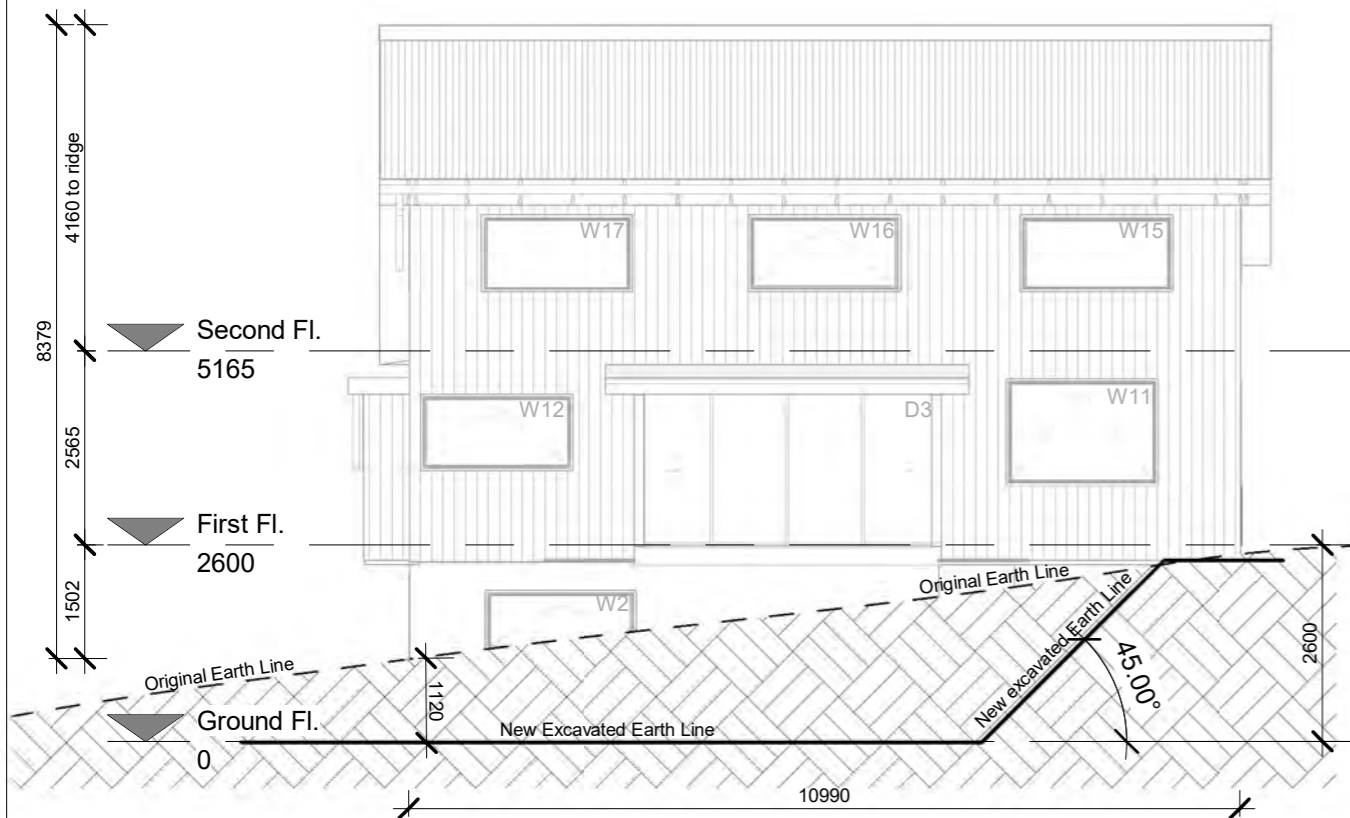 4160 to ridge
8379
2565
1502
W17
W16
W15
Second Fl.
5165
W12
D3
W11
First Fl.
2600
W2
Original Earth Line
Original Earth Line
New excavated Earth Line
45.00°
2600
1120
Ground Fl.
0
New Excavated Earth Line
10990